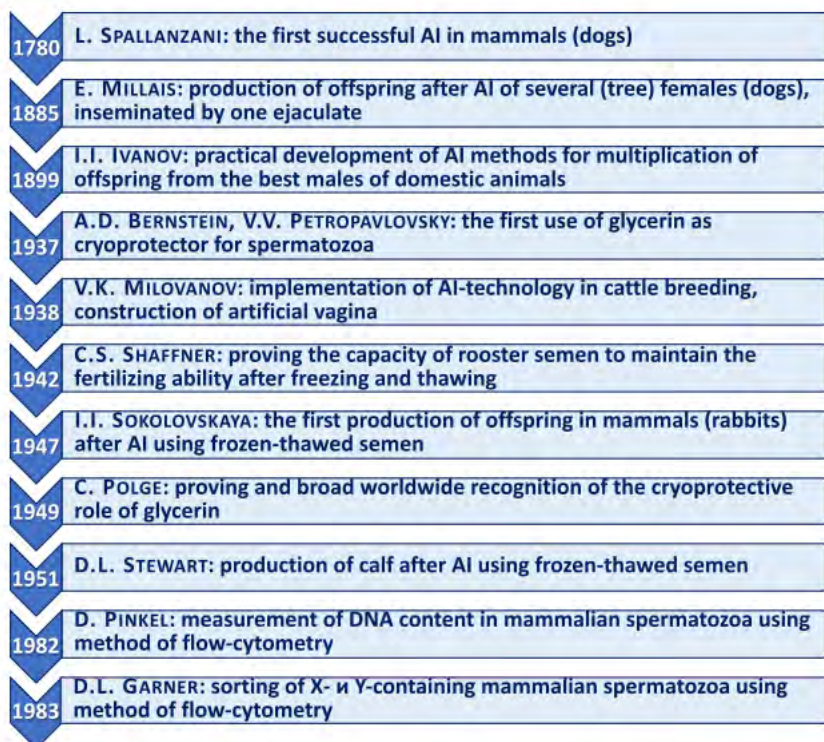 1780
L. SPALLANZANI: the first successful AI in mammals (dogs)
1885
E. MILLAIS: production of offspring after AI of several (tree) females (dogs),
inseminated by one ejaculate
1899
I.I. IVANOV: practical development of AI methods for multiplication of
offspring from the best males of domestic animals
1937
A.D. BERNSTEIN, V.V. PETROPAVLOVSKY: the first use of glycerin as
cryoprotector for spermatozoa
1938
V.K. MILOVANOV: implementation of AI-technology in cattle breeding,
construction of artificial vagina
1942
C.S. SHAFFNER: proving the capacity of rooster semen to maintain the
fertilizing ability after freezing and thawing
1947
I.I. SOKOLOVSKAYA: the first production of offspring in mammals (rabbits)
after AI using frozen-thawed semen
1949
C. POLGE: proving and broad worldwide recognition of the cryoprotective
role of glycerin
1951
D.L. STEWART: production of calf after AI using frozen-thawed semen
1982
D. PINKEL: measurement of DNA content in mammalian spermatozoa using
method of flow-cytometry
1983
D.L. GARNER: sorting of X- и Y-containing mammalian spermatozoa using
method of flow-cytometry